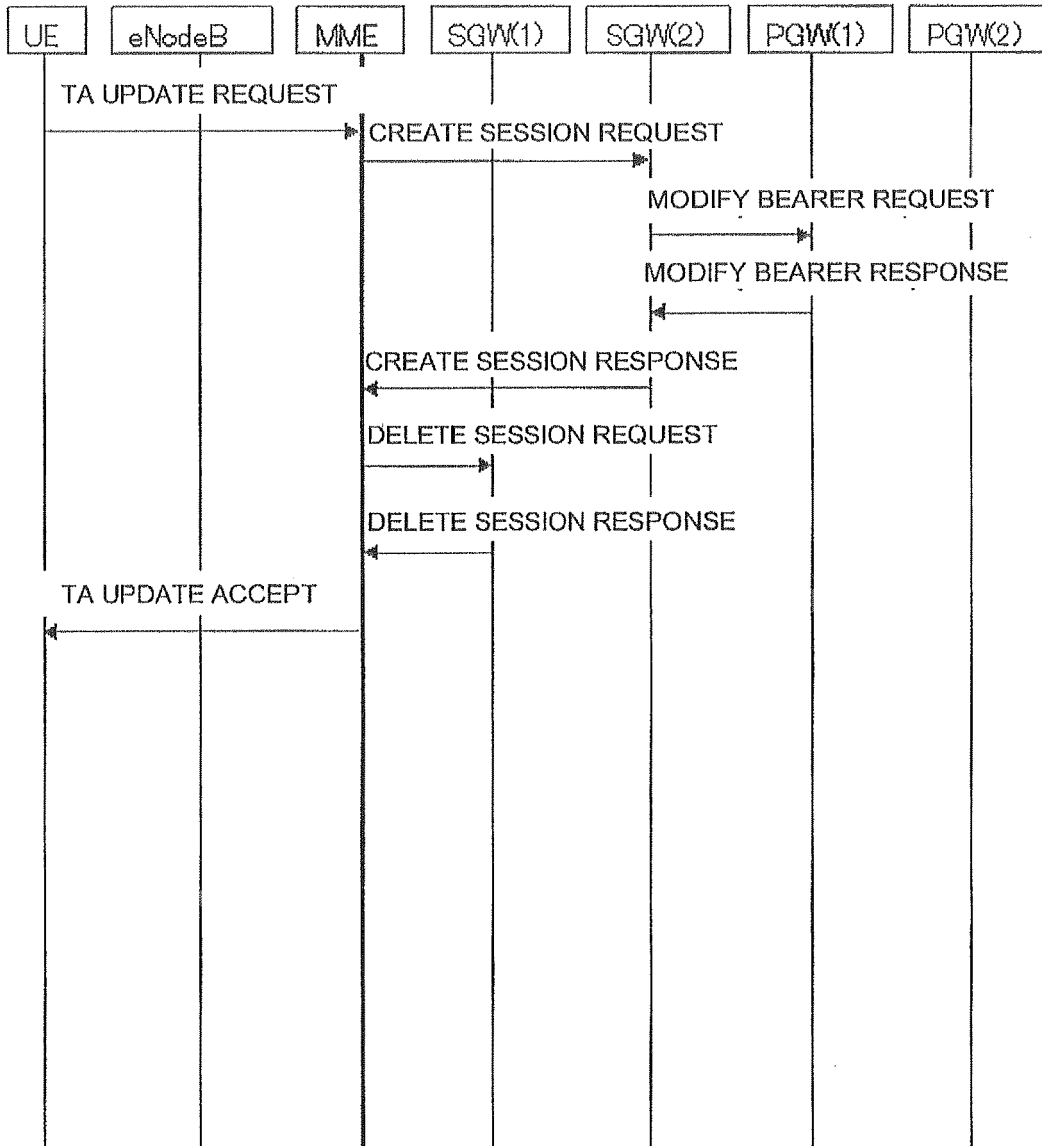 UE eNodeB MME SGW(1) SGW(2) PGW(1) PGW(2)
TA UPDATE REQUEST
CREATE SESSION REQUEST
MODIFY BEARER REQUEST
MODIFY BEARER RESPONSE
CREATE SESSION RESPONSE
DELETE SESSION REQUEST
DELETE SESSION RESPONSE
TA UPDATE ACCEPT